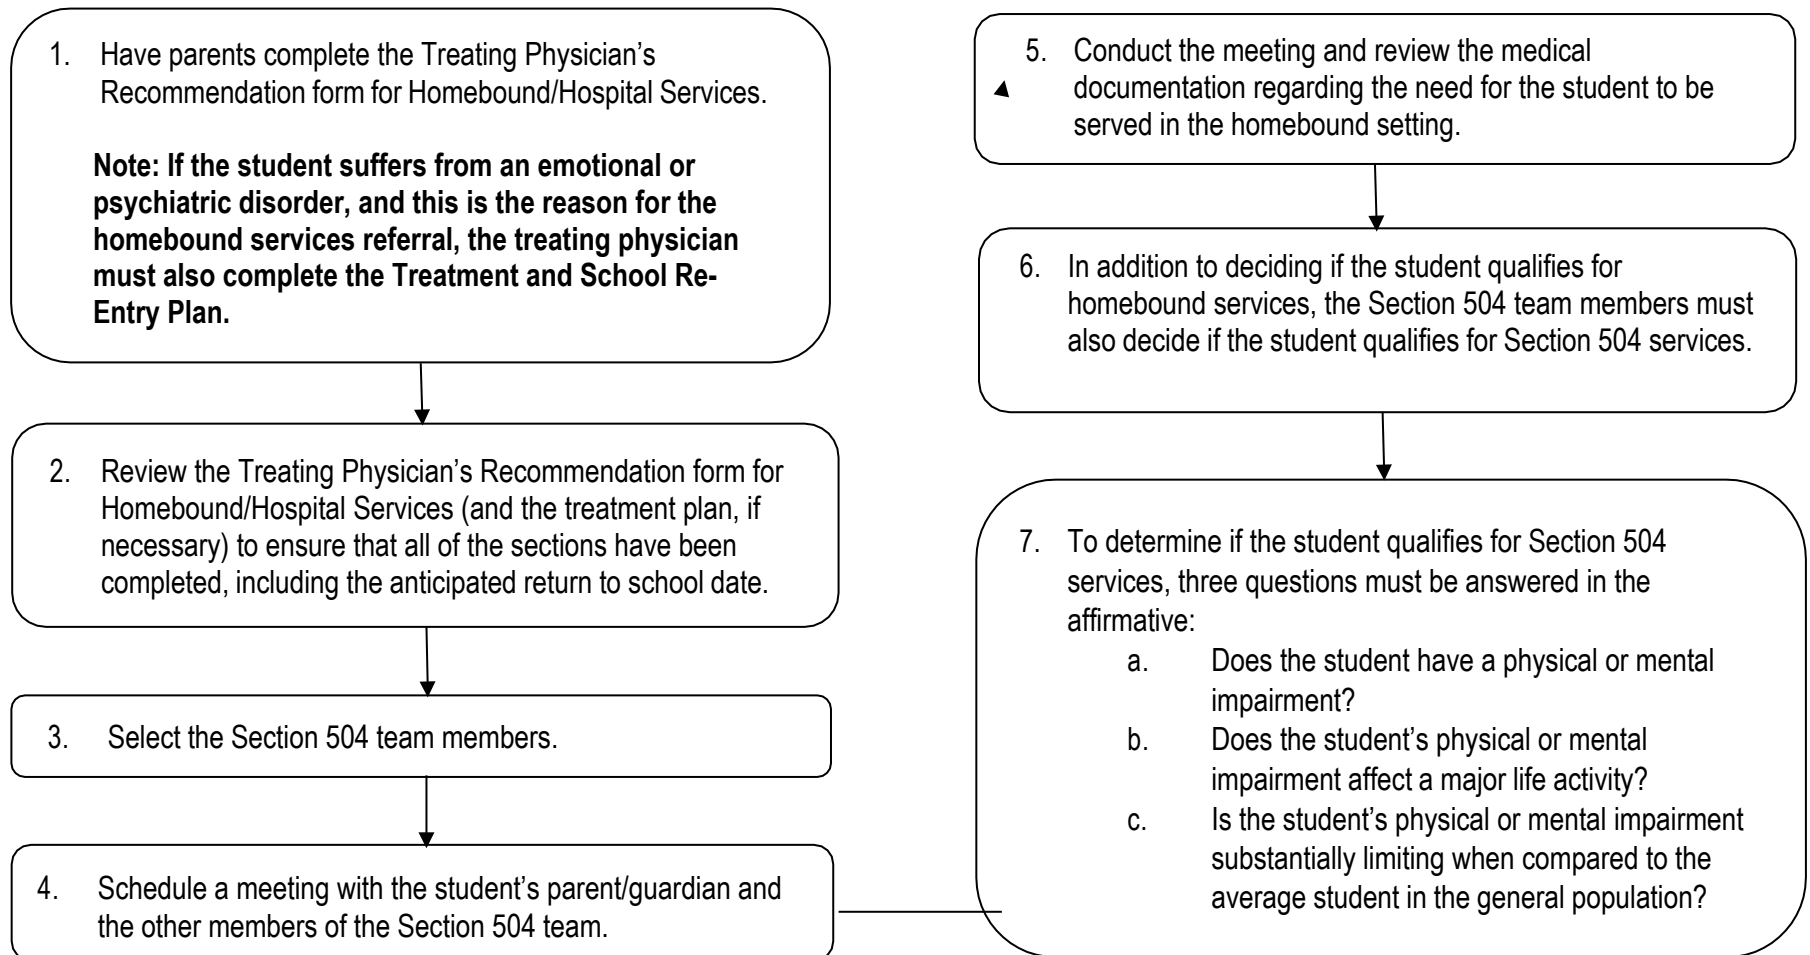 1. Have parents complete the Treating Physician’s
Recommendation form for Homebound/Hospital Services.
Note: If the student suffers from an emotional or
psychiatric disorder, and this is the reason for the
homebound services referral, the treating physician
must also complete the Treatment and School Re-
Entry Plan.
2. Review the Treating Physician’s Recommendation form for
Homebound/Hospital Services (and the treatment plan, if
necessary) to ensure that all of the sections have been
completed, including the anticipated return to school date.
3. Select the Section 504 team members.
4. Schedule a meeting with the student’s parent/guardian and
the other members of the Section 504 team.
5. Conduct the meeting and review the medical
documentation regarding the need for the student to be
served in the homebound setting.
6. In addition to deciding if the student qualifies for
homebound services, the Section 504 team members must
also decide if the student qualifies for Section 504 services.
7. To determine if the student qualifies for Section 504
services, three questions must be answered in the
affirmative:
a. Does the student have a physical or mental
impairment?
b. Does the student’s physical or mental
impairment affect a major life activity?
c. Is the student’s physical or mental impairment
substantially limiting when compared to the
average student in the general population?